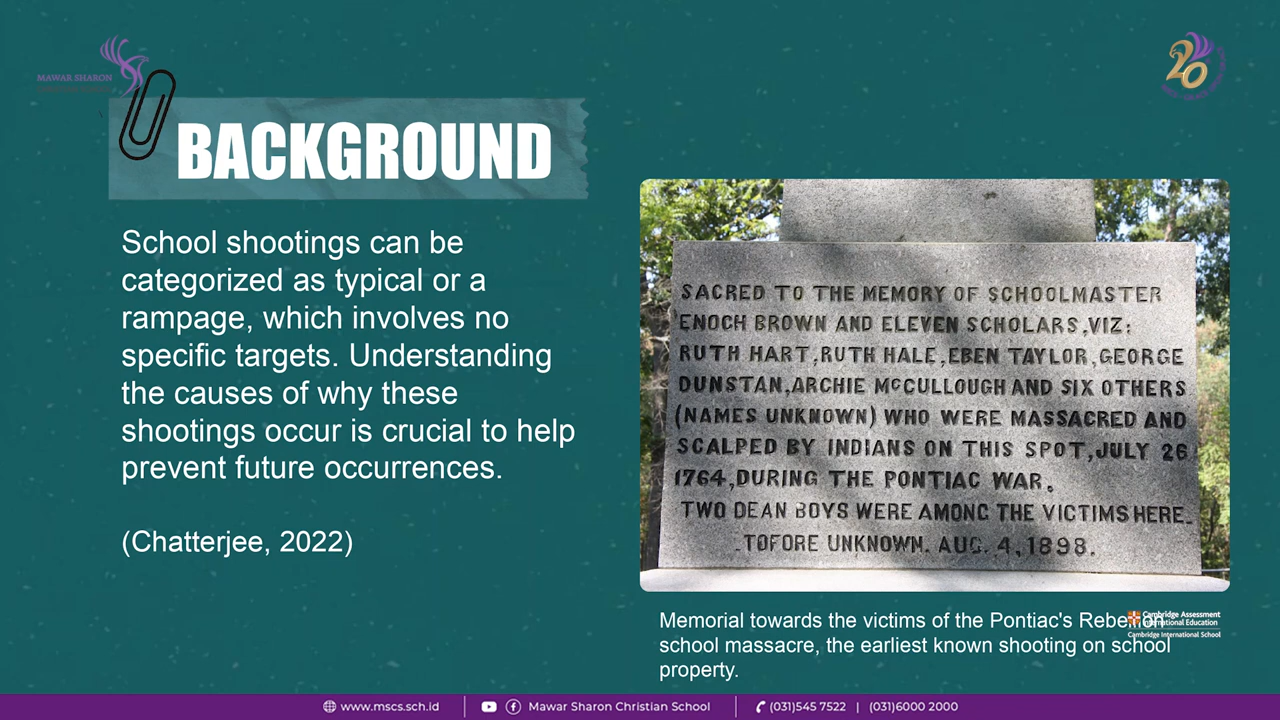 MAWAR SHARON
20
BACKGROUND
School shootings can be
categorized as typical or a
rampage, which involves no
specific targets. Understanding
the causes of why these
shootings occur is crucial to help
prevent future occurrences.
(Chatterjee, 2022)
SACRED TO THE MEMORY OF SCHOOLMASTER
ENOCH BROWN AND ELEVEN SCHOLARS, VIZ:
RUTH HART, RUTH HALE, EBEN TAYLOR, GEORGE
DUNSTAN, ARCHIE McCULLOUGH AND SIX OTHERS
(NAMES UNKNOWN) WHO WERE MASSACRED AND
SCALPED BY INDIANS ON THIS SPOT, JULY 26
1764, DURING THE PONTIAC WAR.
TWO DEAN BOYS WERE AMONG THE VICTIMS HERE-
-TOFORE UNKNOWN. AUG. 4, 1898.
Memorial towards the victims of the Pontiac's Rebellion
school massacre, the earliest known shooting on school
property.
Cambridge Assessment
International Education
Cambridge International School
www.mscs.sch.id
Mawar Sharon Christian School
(031)545 7522 | (031)6000 2000